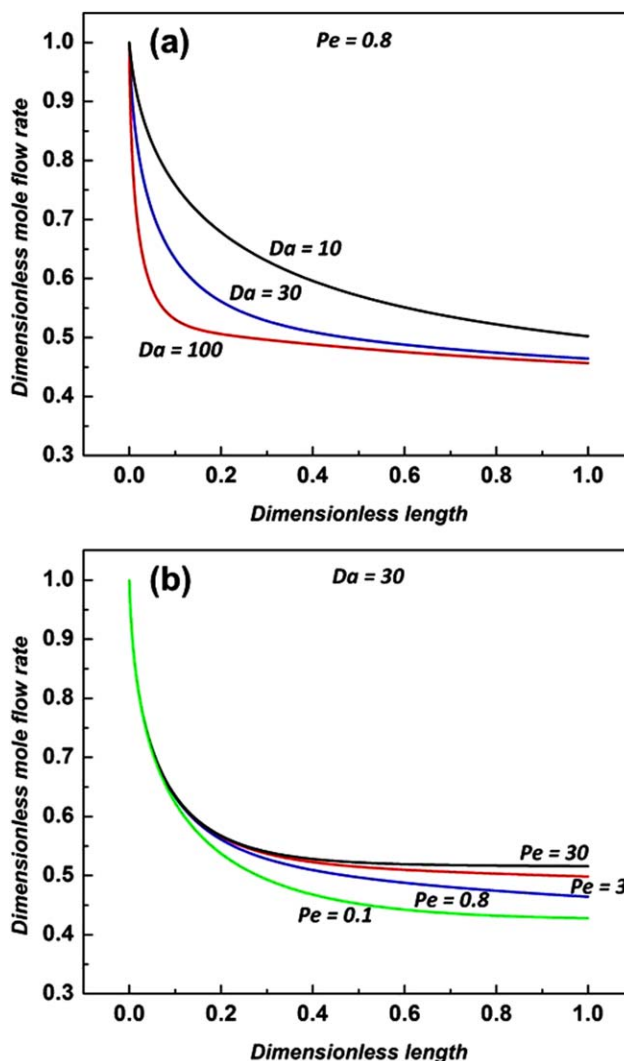 (a)
Pe = 0.8
1.0
0.9
0.8
0.7
0.6
0.5
0.4
0.3
Dimensionless mole flow rate
Da = 10
Da = 30
Da = 100
0.0 0.2 0.4 0.6 0.8 1.0
Dimensionless length
(b)
Da = 30
1.0
0.9
0.8
0.7
0.6
0.5
0.4
0.3
Dimensionless mole flow rate
Pe = 30
Pe = 3
Pe = 0.8
Pe = 0.1
0.0 0.2 0.4 0.6 0.8 1.0
Dimensionless length